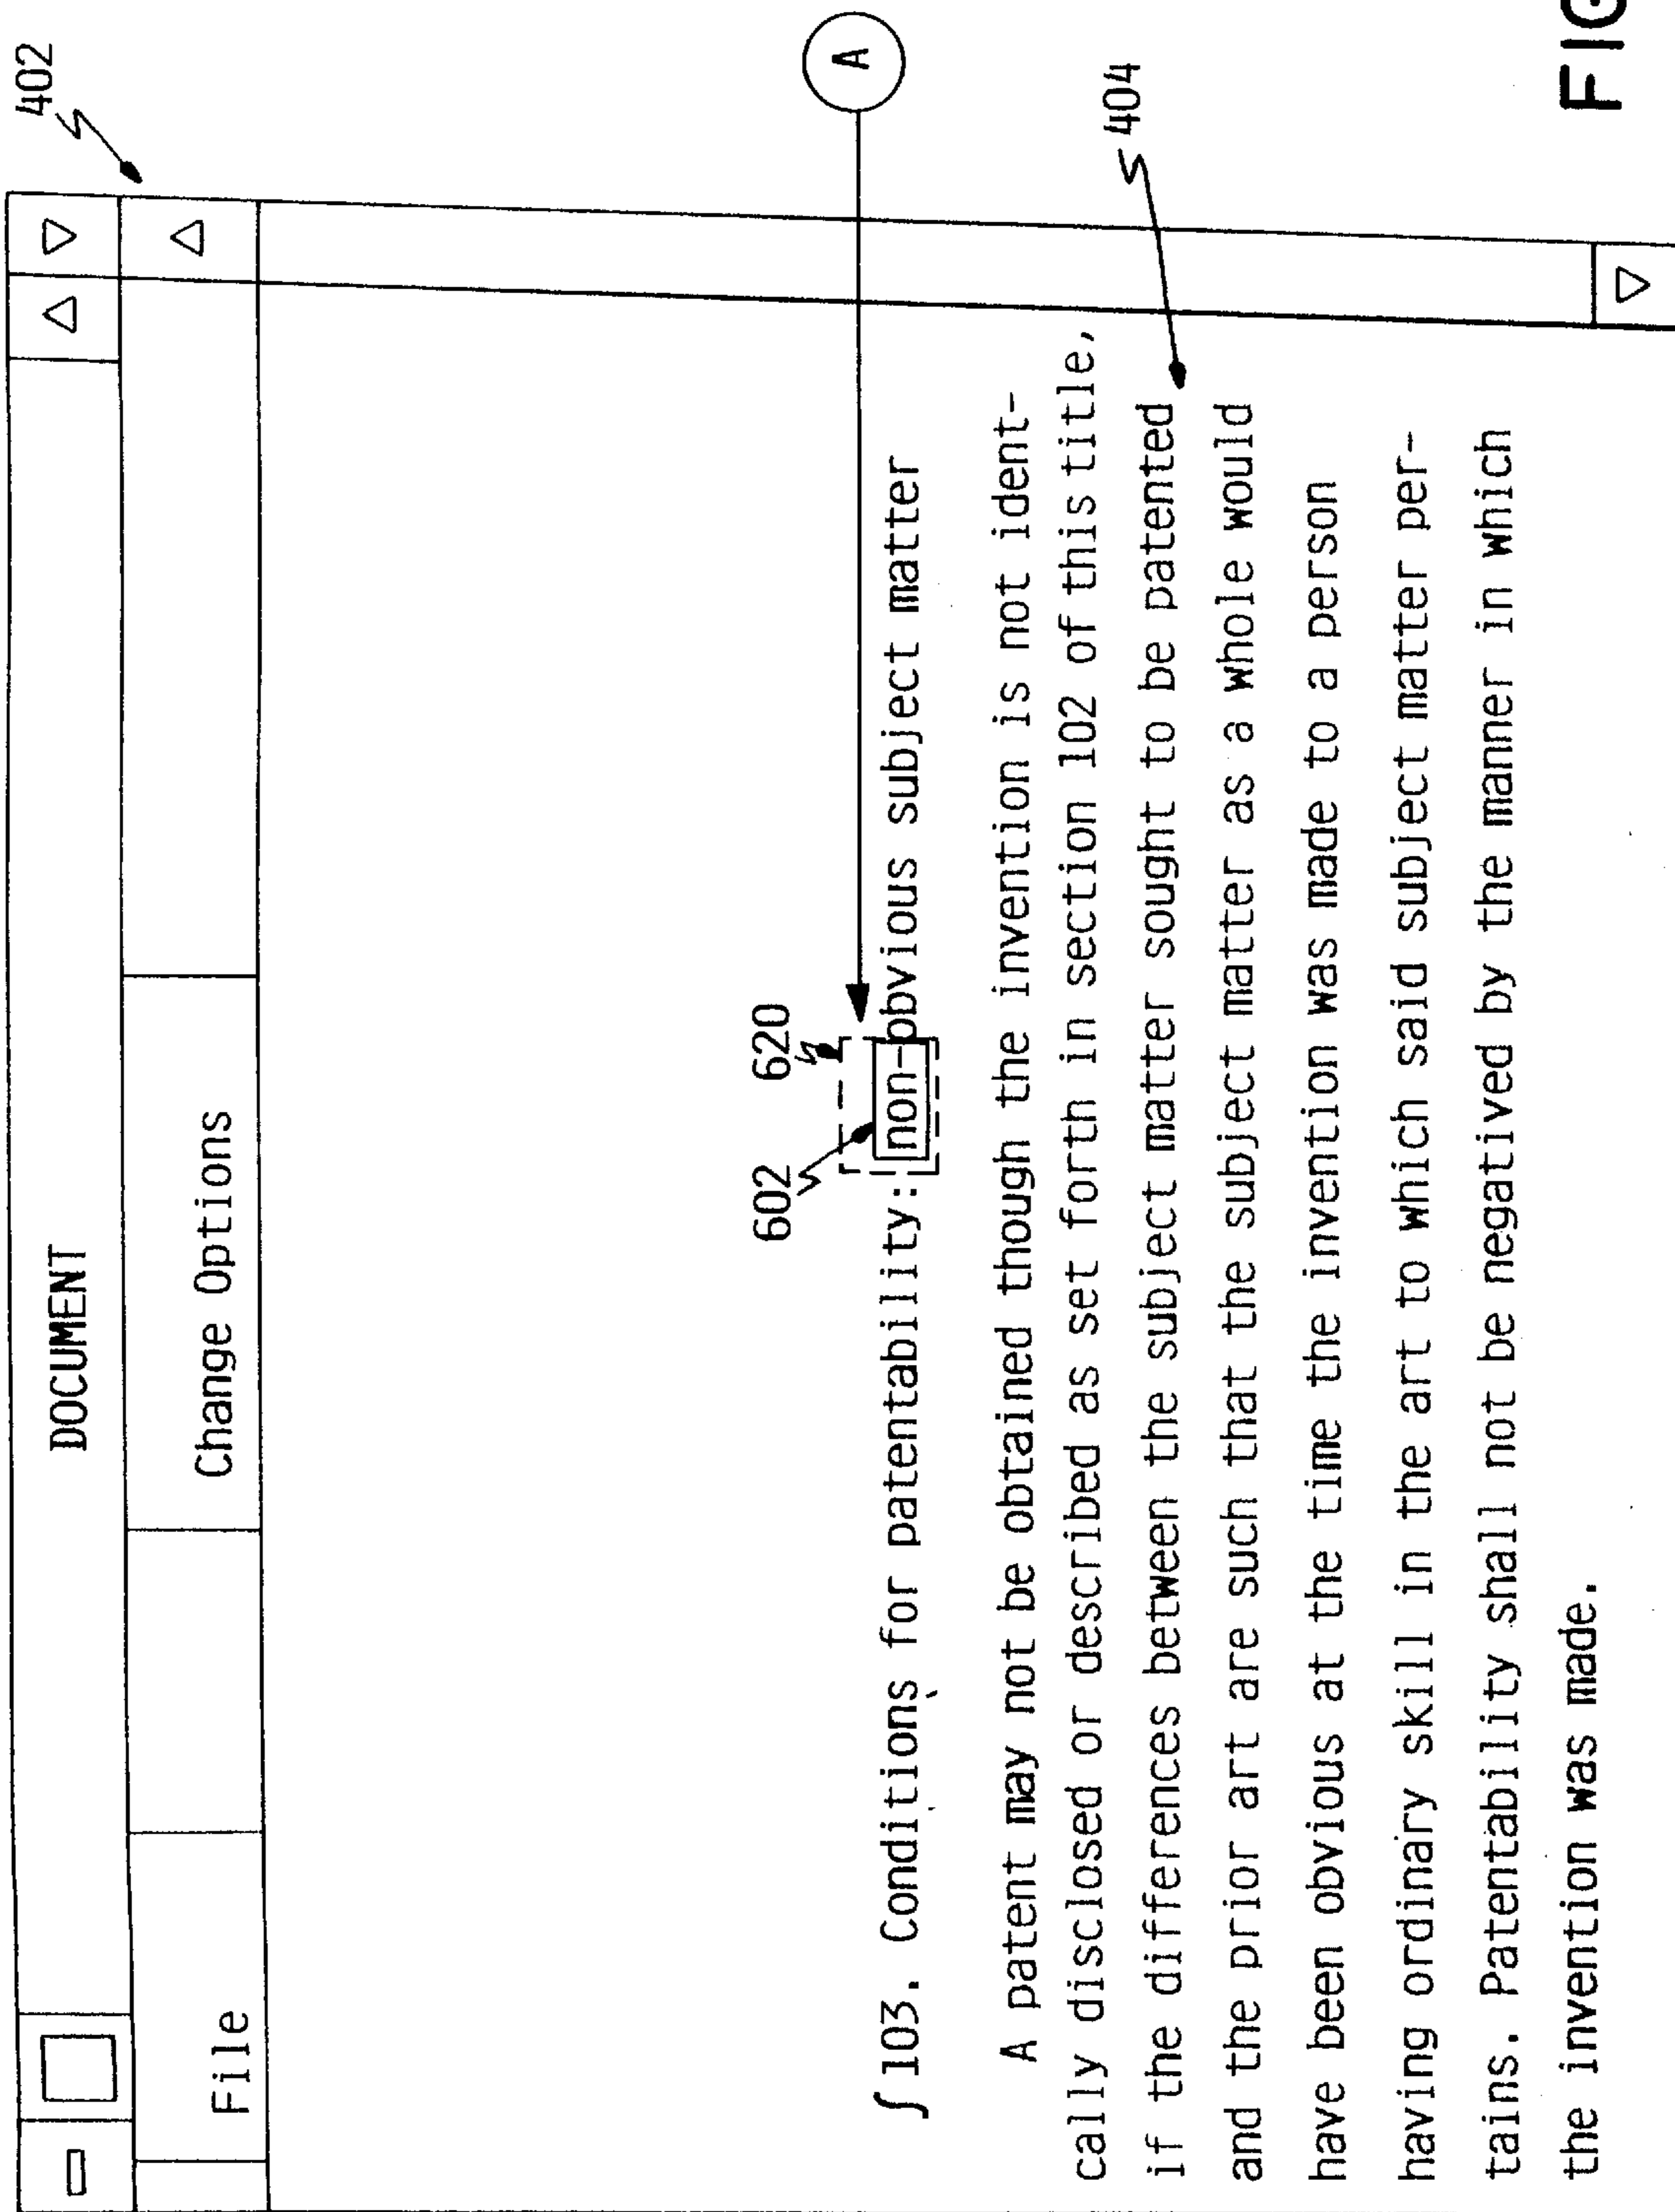 402
DOCUMENT
File Change Options
A
602 620
∫103. Conditions for patentability: non-obvious subject matter
A patent may not be obtained though the invention is not ident-
cally disclosed or described as set forth in section 102 of this title,
404
if the differences between the subject matter sought to be patented
and the prior art are such that the subject matter as a whole would
have been obvious at the time the invention was made to a person
having ordinary skill in the art to which said subject matter per-
tains. Patentability shall not be negatived by the manner in which
the invention was made.